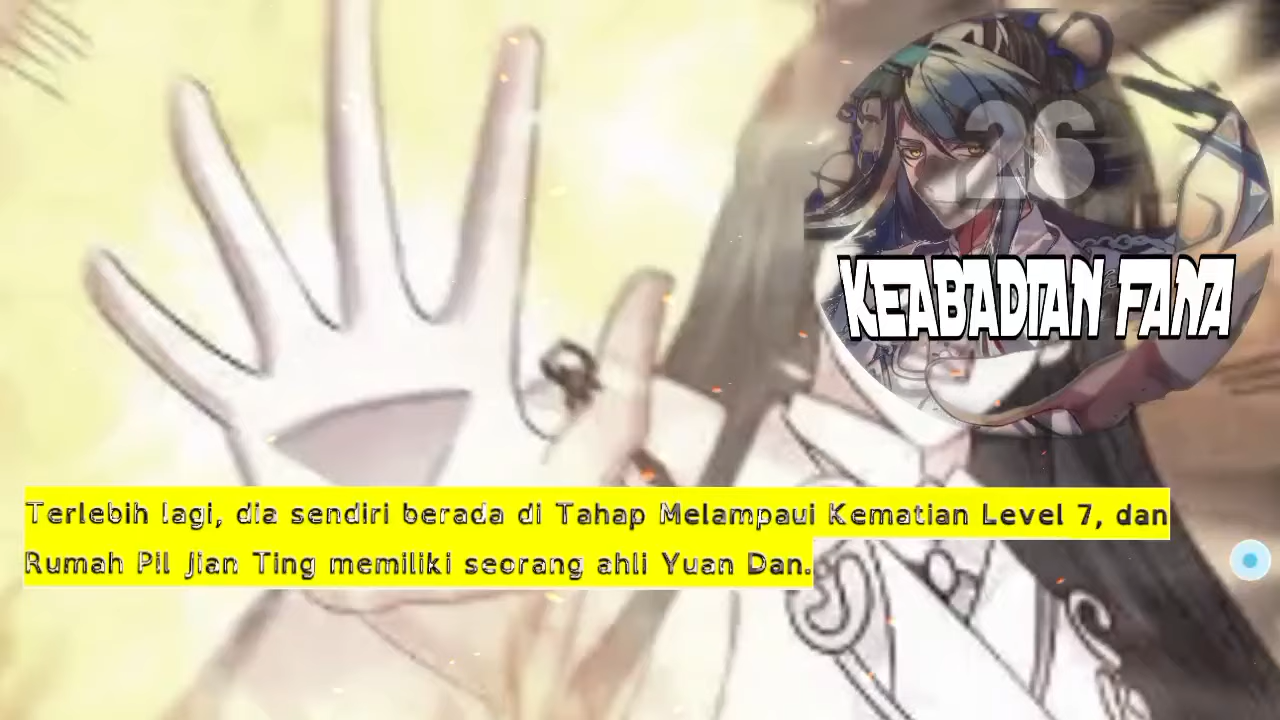 26
KEABADIAN FANA
Terlebih lagi, dia sendiri berada di Tahap Melampaui Kematian Level 7, dan
Rumah Pil Jian Ting memiliki seorang ahli Yuan Dan.